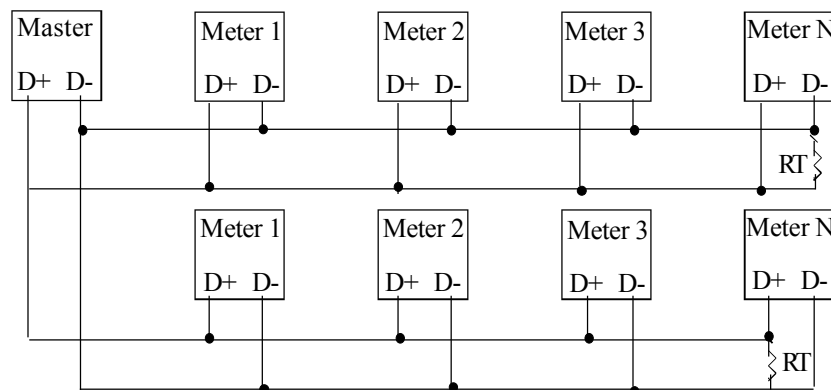 Master Meter 1 Meter 2 Meter 3 Meter N
D+ D- D+ D- D+ D- D+ D- D+ D-
RT
Meter 1 Meter 2 Meter 3 Meter N
D+ D- D+ D- D+ D- D+ D-
RT